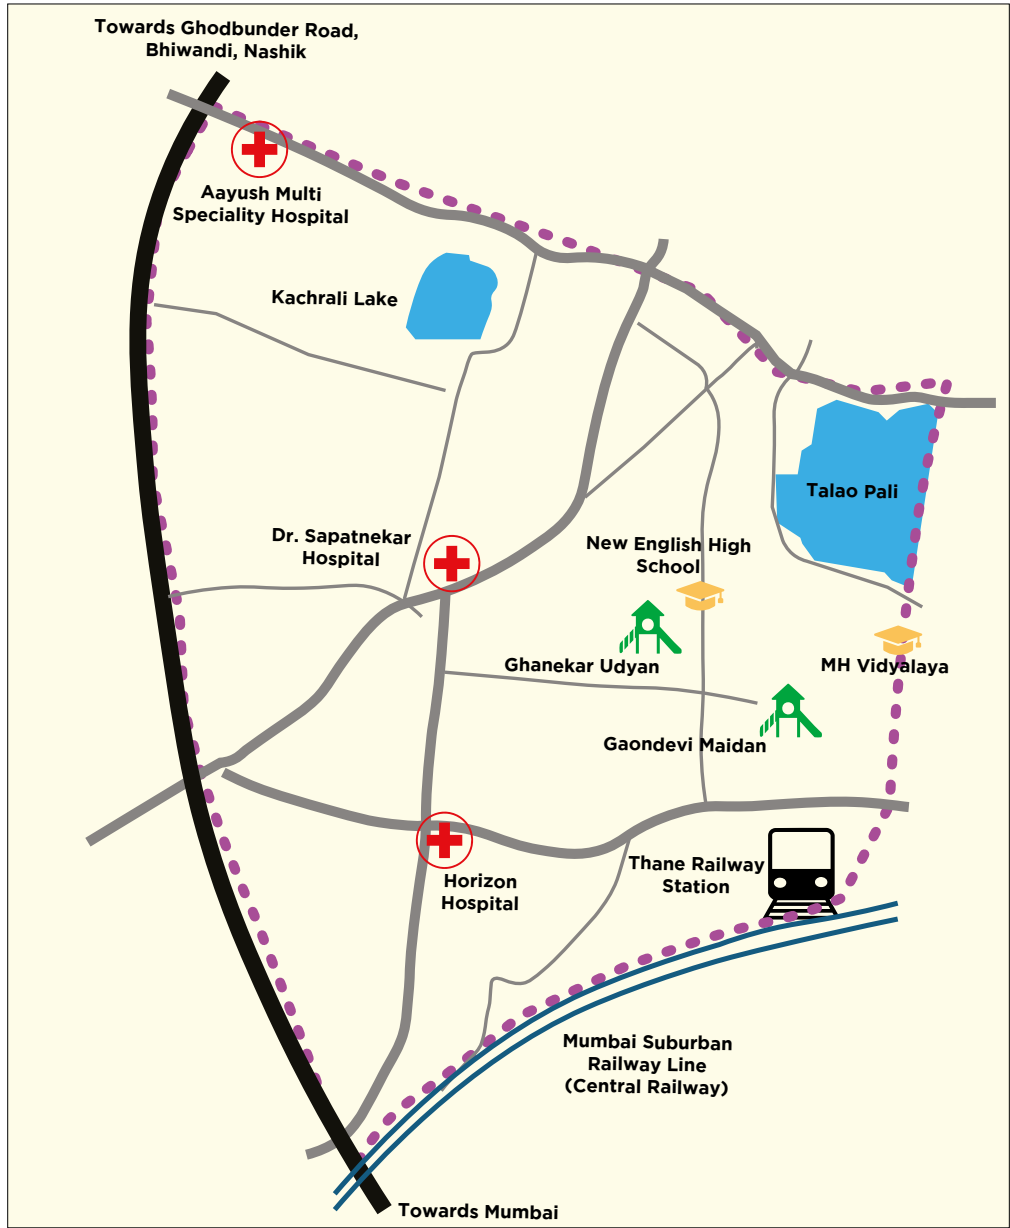 Towards Ghodbunder Road,
Bhiwandi, Nashik
Aayush Multi
Speciality Hospital
Kachrali Lake
Talao Pali
Dr. Sapatnekar
Hospital
New English High
School
Ghanekar Udyan
MH Vidyalaya
Gaondevi Maidan
Thane Railway
Station
Horizon
Hospital
Mumbai Suburban
Railway Line
(Central Railway)
Towards Mumbai